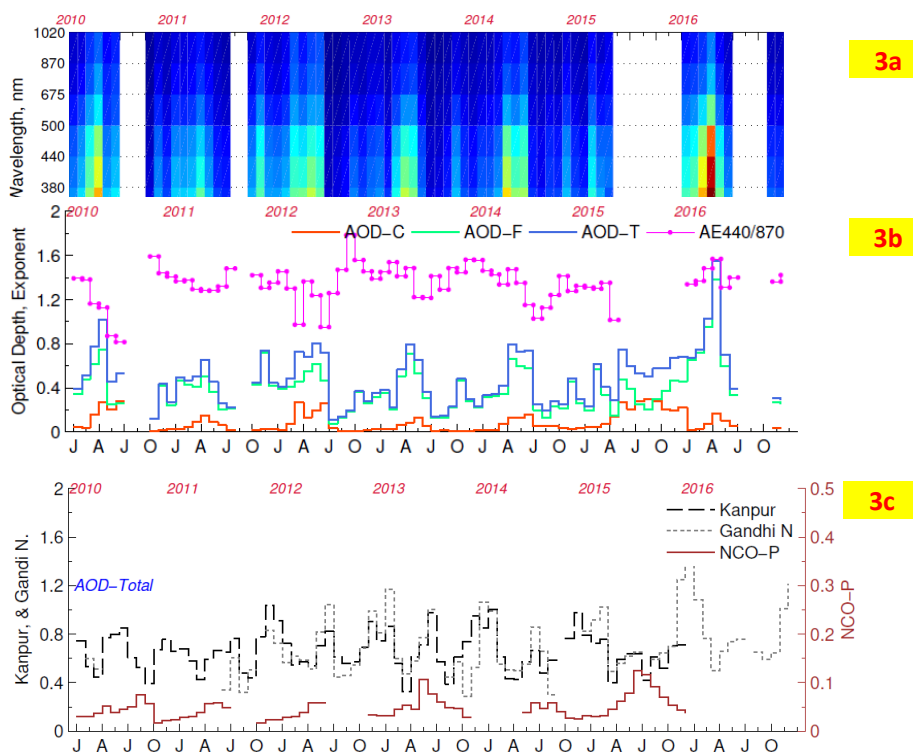 2010 2011 2012 2013 2014 2015 2016
1020
870
675
500
440
380
Wavelength, nm
3a
2010 2011 2012 2013 2014 2015 2016
AOD-C AOD-F AOD-T AE440/870
2
1.6
1.2
0.8
0.4
0
Optical Depth, Exponent
J A J O J A J O J A J O J A J O J A J O J A J O J A J O
3b
2010 2011 2012 2013 2014 2015 2016
Kanpur
Gandhi N
NCO-P
AOD-Total
2
1.6
1.2
0.8
0.4
0
Kanpur, & Gandi N.
0.5
0.4
0.3
0.2
0.1
0
NCO-P
J A J O J A J O J A J O J A J O J A J O J A J O J A J O
3c